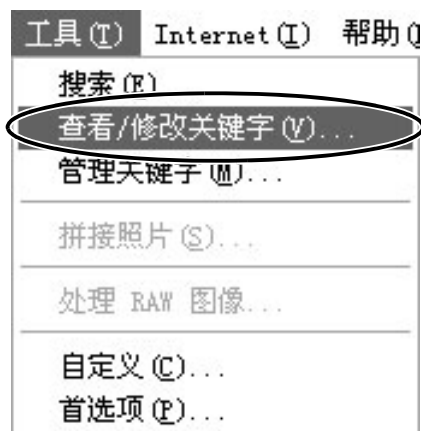 工具(T) Internet(I) 帮助(
搜索(E)
查看/修改关键字(V)...
管理关键字(M)...
拼接照片(S)...
处理 RAW 图像...
自定义(C)...
首选项(P)...